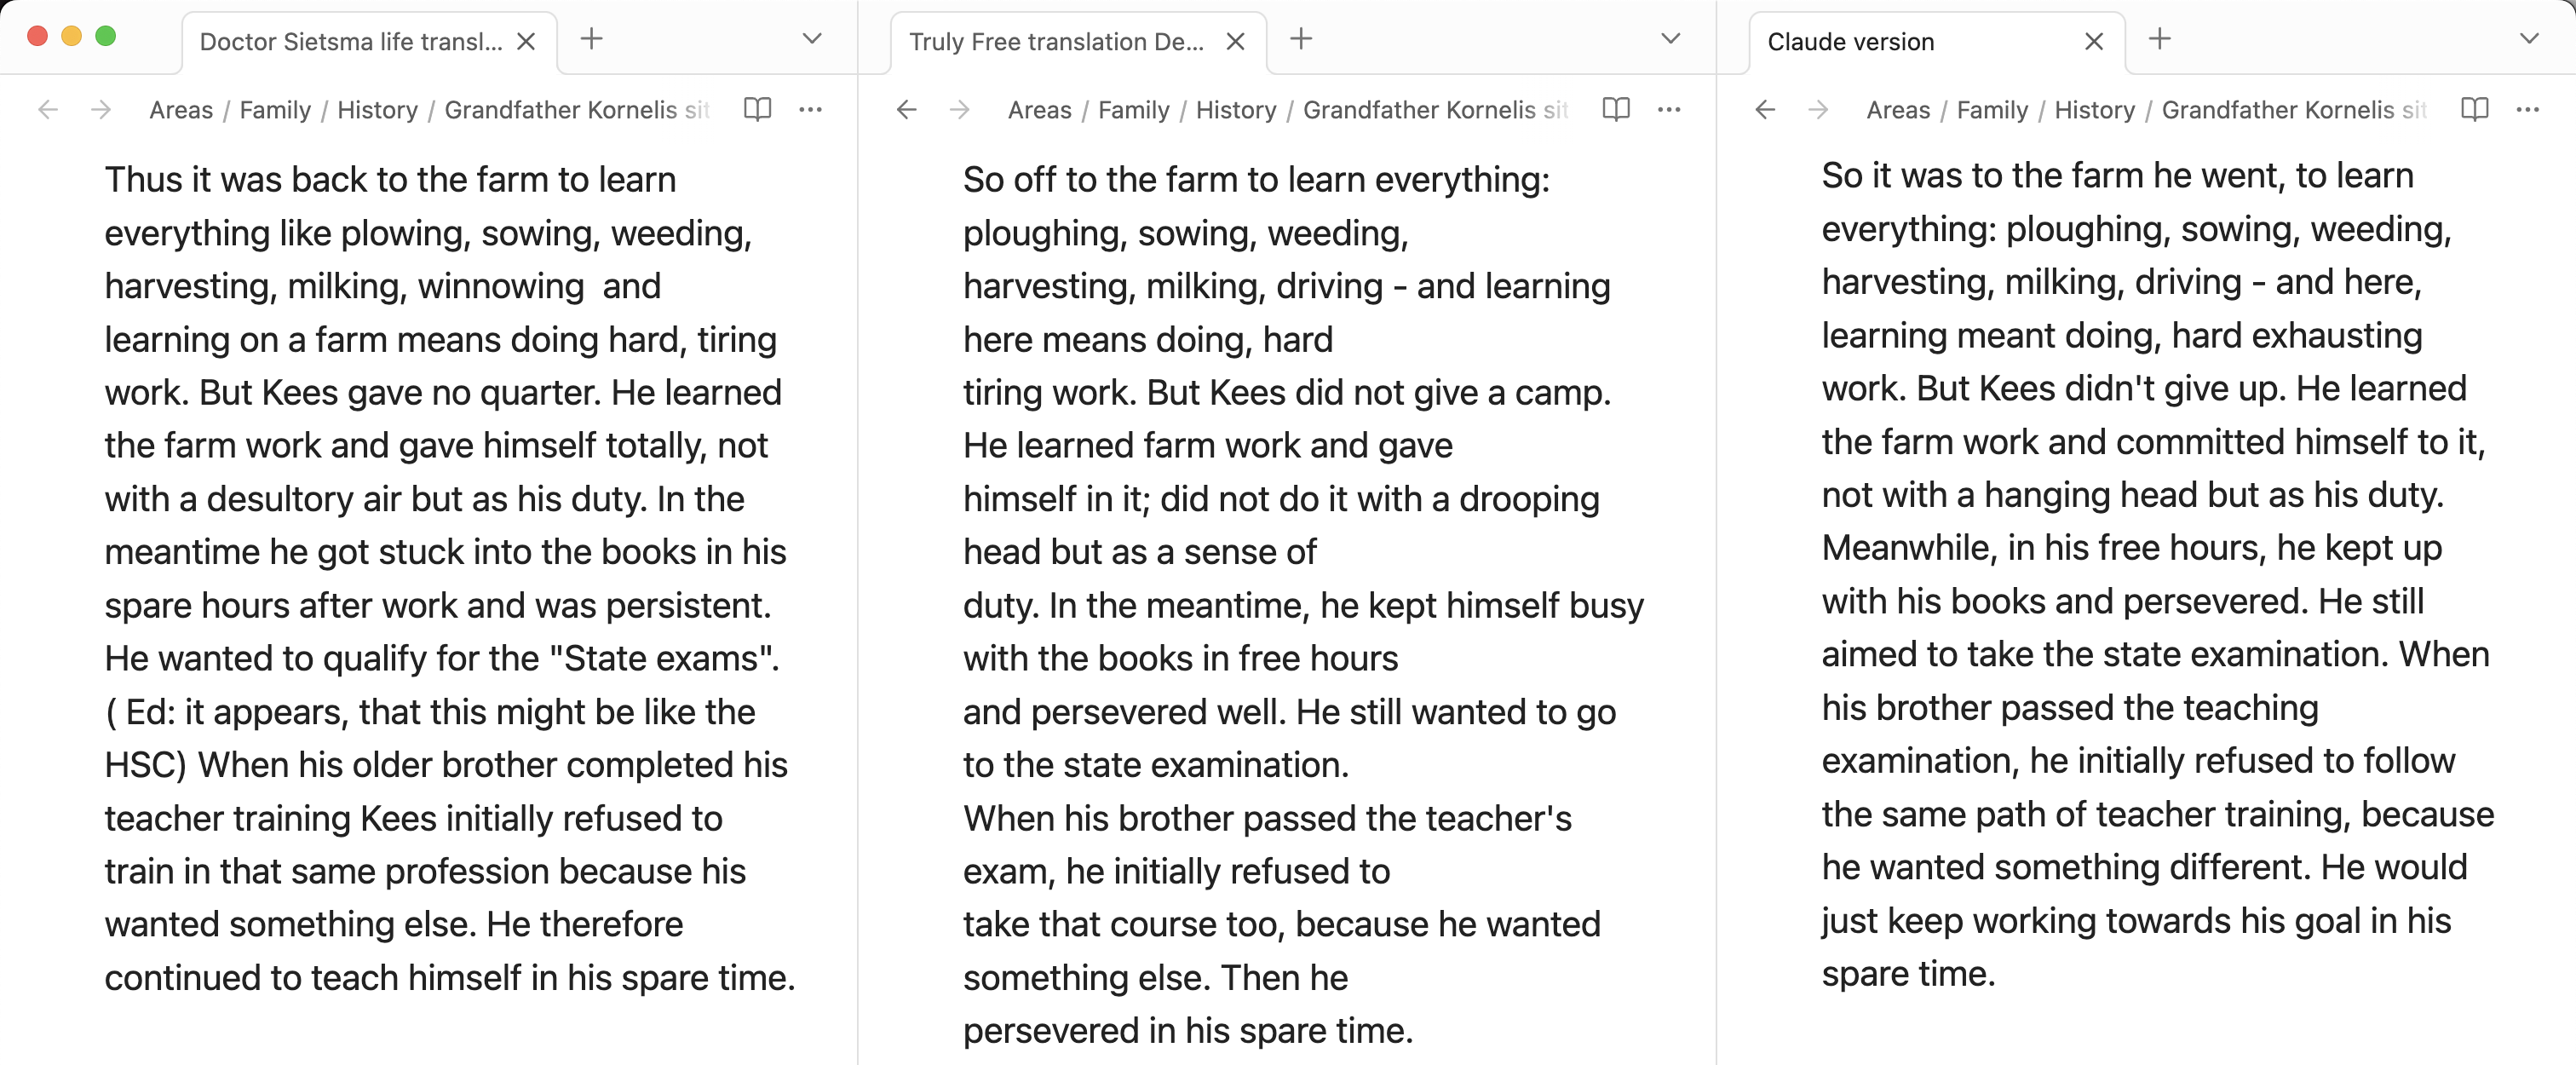 Doctor Sietsma life transl...
Areas / Family / History / Grandfather Kornelis sit
Thus it was back to the farm to learn
everything like plowing, sowing, weeding,
harvesting, milking, winnowing  and
learning on a farm means doing hard, tiring
work. But Kees gave no quarter. He learned
the farm work and gave himself totally, not
with a desultory air but as his duty. In the
meantime he got stuck into the books in his
spare hours after work and was persistent.
He wanted to qualify for the "State exams".
( Ed: it appears, that this might be like the
HSC) When his older brother completed his
teacher training Kees initially refused to
train in that same profession because his
wanted something else. He therefore
continued to teach himself in his spare time.
Truly Free translation De...
Areas / Family / History / Grandfather Kornelis sit
So off to the farm to learn everything:
ploughing, sowing, weeding,
harvesting, milking, driving - and learning
here means doing, hard
tiring work. But Kees did not give a camp.
He learned farm work and gave
himself in it; did not do it with a drooping
head but as a sense of
duty. In the meantime, he kept himself busy
with the books in free hours
and persevered well. He still wanted to go
to the state examination.
When his brother passed the teacher's
exam, he initially refused to
take that course too, because he wanted
something else. Then he
persevered in his spare time.
Claude version
Areas / Family / History / Grandfather Kornelis sit
So it was to the farm he went, to learn
everything: ploughing, sowing, weeding,
harvesting, milking, driving - and here,
learning meant doing, hard exhausting
work. But Kees didn't give up. He learned
the farm work and committed himself to it,
not with a hanging head but as his duty.
Meanwhile, in his free hours, he kept up
with his books and persevered. He still
aimed to take the state examination. When
his brother passed the teaching
examination, he initially refused to follow
the same path of teacher training, because
he wanted something different. He would
just keep working towards his goal in his
spare time.